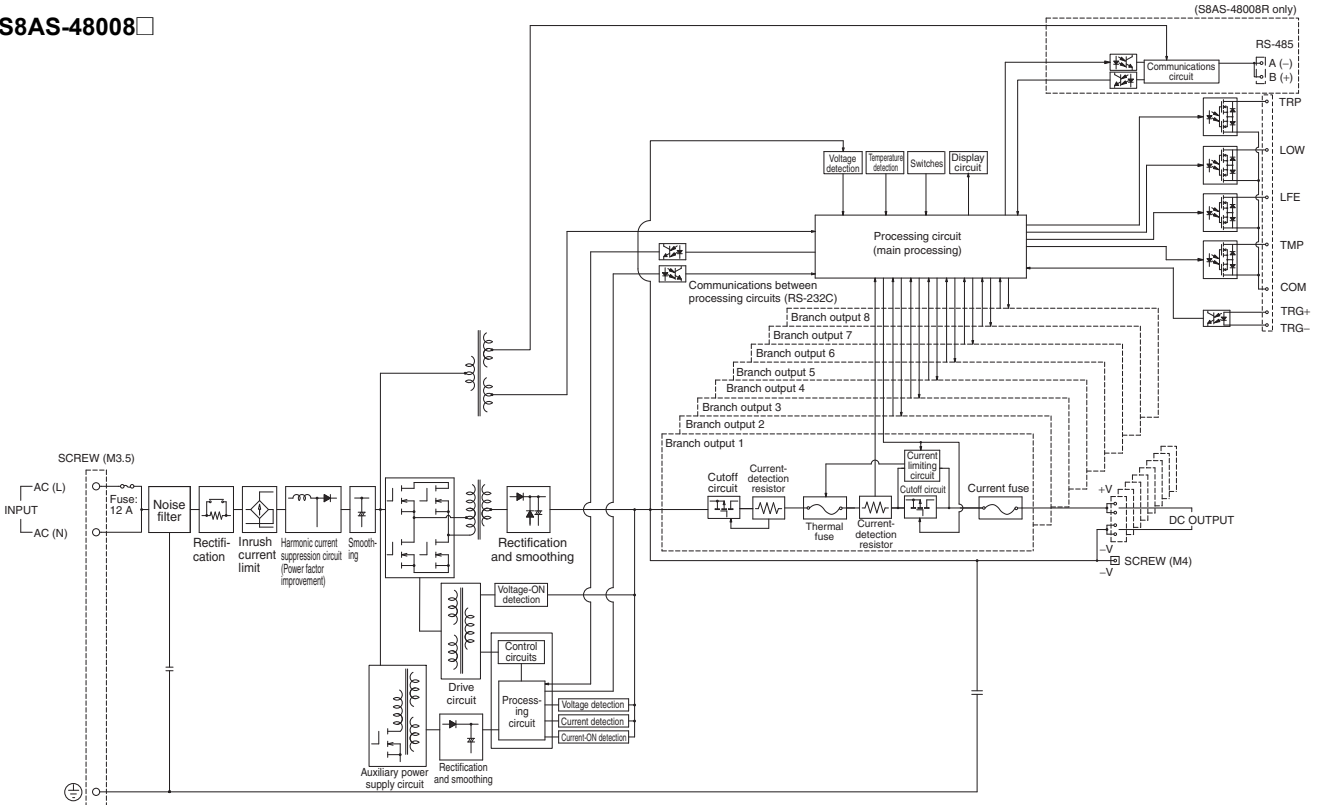 S8AS-48008□
(S8AS-48008R only)
RS-485
A (−)
B (+)
Communications
circuit
TRP
LOW
LFE
TMP
COM
TRG+
TRG−
Voltage
detection
Temperature
detection
Switches
Display
circuit
Processing circuit
(main processing)
Communications between
processing circuits (RS-232C)
Branch output 8
Branch output 7
Branch output 6
Branch output 5
Branch output 4
Branch output 3
Branch output 2
Branch output 1
Cutoff
circuit
Current-
detection
resistor
Thermal
fuse
Current-
detection
resistor
Current
limiting
circuit
Cutoff circuit
Current fuse
+V
DC OUTPUT
−V
SCREW (M4)
−V
SCREW (M3.5)
INPUT
AC (L)
AC (N)
Fuse:
12 A
Noise
filter
Rectifi-
cation
Inrush
current
limit
Harmonic current
suppression circuit
(Power factor
improvement)
Smooth-
ing
Rectification
and smoothing
Voltage-ON
detection
Drive
circuit
Control
circuits
Process-
ing
circuit
Voltage detection
Current detection
Current-ON detection
Auxiliary power
supply circuit
Rectification
and smoothing